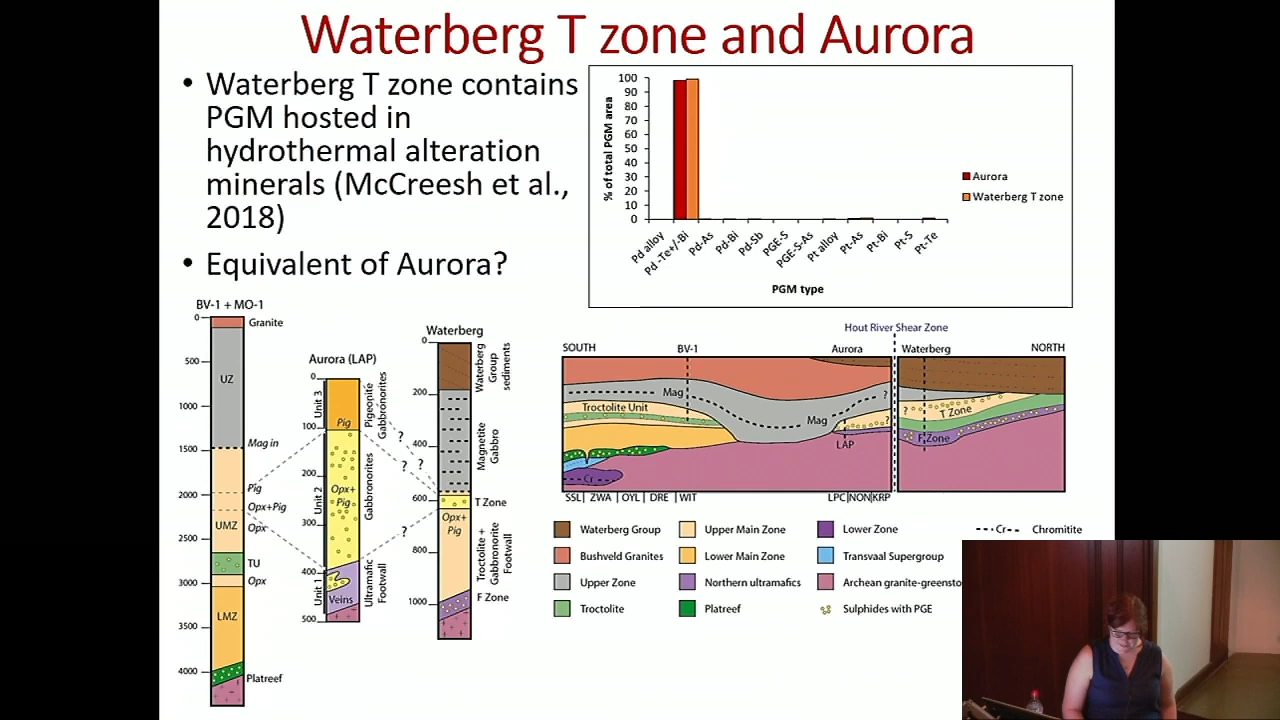 Waterberg T zone and Aurora
• Waterberg T zone contains
PGM hosted in
hydrothermal alteration
minerals (McCreesh et al.,
2018)
• Equivalent of Aurora?
% of total PGM area
100
90
80
70
60
50
40
30
20
10
0
Pd alloy
Pd -Te+/-Bi
Pd-As
Pd-Bi
Pd-Sb
PGE-S
PGE-S-As
Pt alloy
Pt-As
Pt-Bi
Pt-S
Pt-Te
PGM type
Aurora
Waterberg T zone
BV-1 + MO-1
0
500
1000
1500
2000
2500
3000
3500
4000
Granite
UZ
Mag in
Pig
Opx+Pig
UMZ
Opx
TU
Opx
LMZ
Platreef
Aurora (LAP)
0
100
200
300
400
500
Unit 3
Unit 2
Unit 1
Pig
Opx+
Pig
Veins
Pigeonite
Gabbronorites
Gabbronorites
Ultramafic
Footwall
?
?
?
?
Waterberg
0
200
400
600
800
1000
Waterberg
Group
sediments
Magnetite
Gabbro
T Zone
Opx+
Pig
Troctolite +
Gabbronorite
Footwall
F Zone
Hout River Shear Zone
SOUTH
BV-1
Aurora
Waterberg
NORTH
Mag
Troctolite Unit
Mag
?
?
?
T Zone
F Zone
LAP
Cr
SSL| ZWA |OYL| DRE |WIT
LPC|NON|KRP
Waterberg Group
Upper Main Zone
Lower Zone
--Cr-- Chromitite
Bushveld Granites
Lower Main Zone
Transvaal Supergroup
Upper Zone
Northern ultramafics
Archean granite-greensto
Troctolite
Platreef
Sulphides with PGE